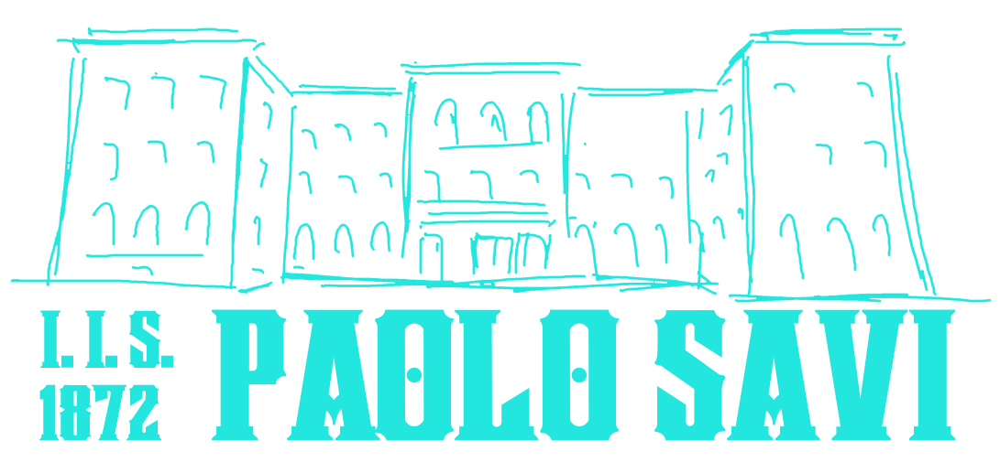 I. I. S.
1872
PAOLO SAVI